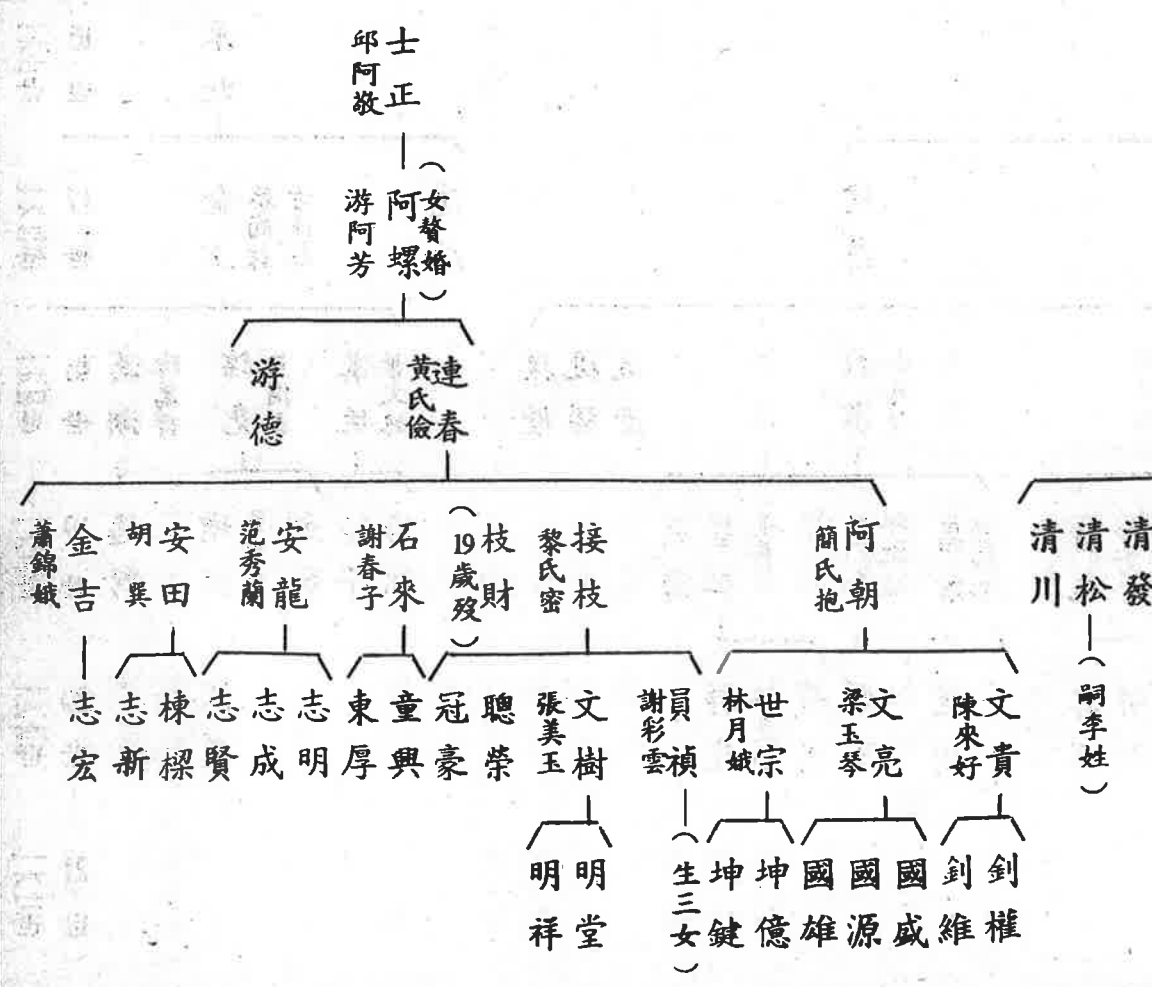 士正
邱阿敬
(女贅婚)
阿螺
游阿芳
連春
黃氏儉
游德
清發
清松
清川
阿朝
簡氏抱
接枝
黎氏密
枝財
(19歲歿)
石來
謝春子
安龍
范秀蘭
安田
胡巽
金吉
蕭錦娥
(嗣李姓)
文貴
陳來好
文亮
梁玉琴
世宗
林月娥
員禎
謝彩雲
文樹
張美玉
聰榮
冠豪
童興
東厚
志明
志成
志賢
棟樑
志新
志宏
釗權
釗維
國盛
國源
國雄
坤億
坤鍵
(生三女)
明堂
明祥